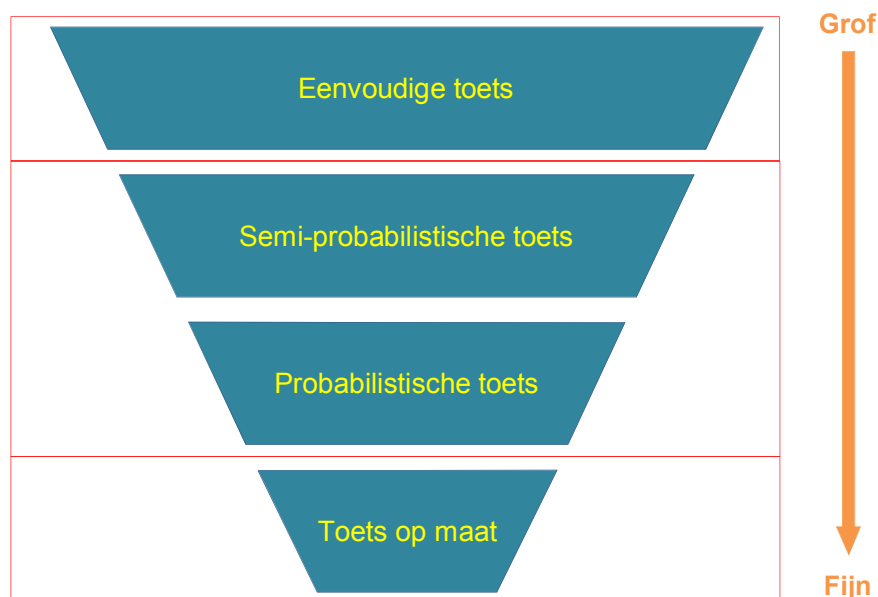 Grof
Eenvoudige toets
Semi-probabilistische toets
Probabilistische toets
Toets op maat
Fijn